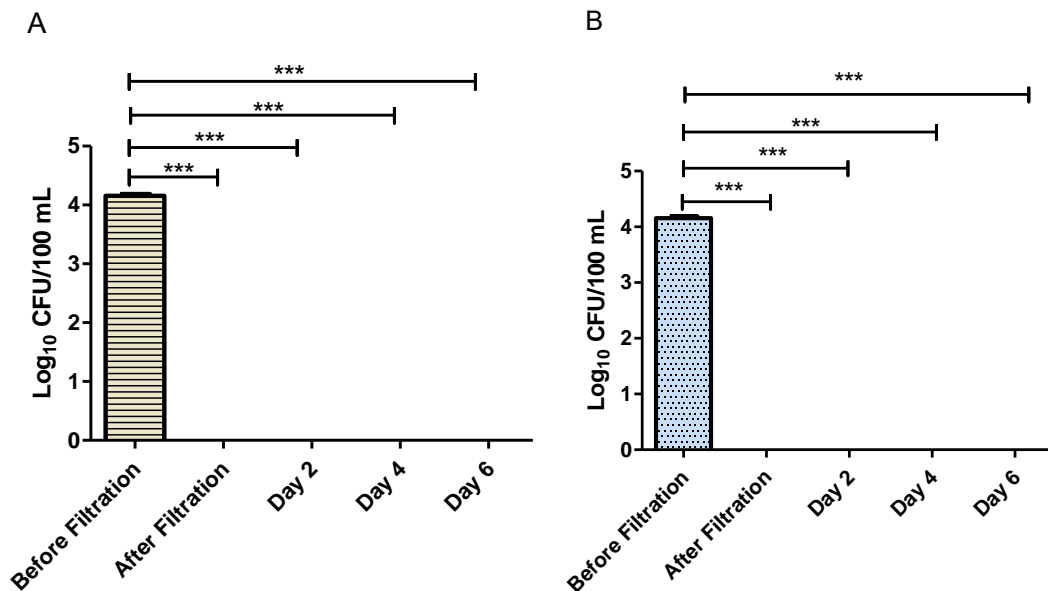 A
***
***
***
***
5
4
3
2
1
0
Log₁₀ CFU/100 mL
Before Filtration
After Filtration
Day 2
Day 4
Day 6
B
***
***
***
***
5
4
3
2
1
0
Log₁₀ CFU/100 mL
Before Filtration
After Filtration
Day 2
Day 4
Day 6